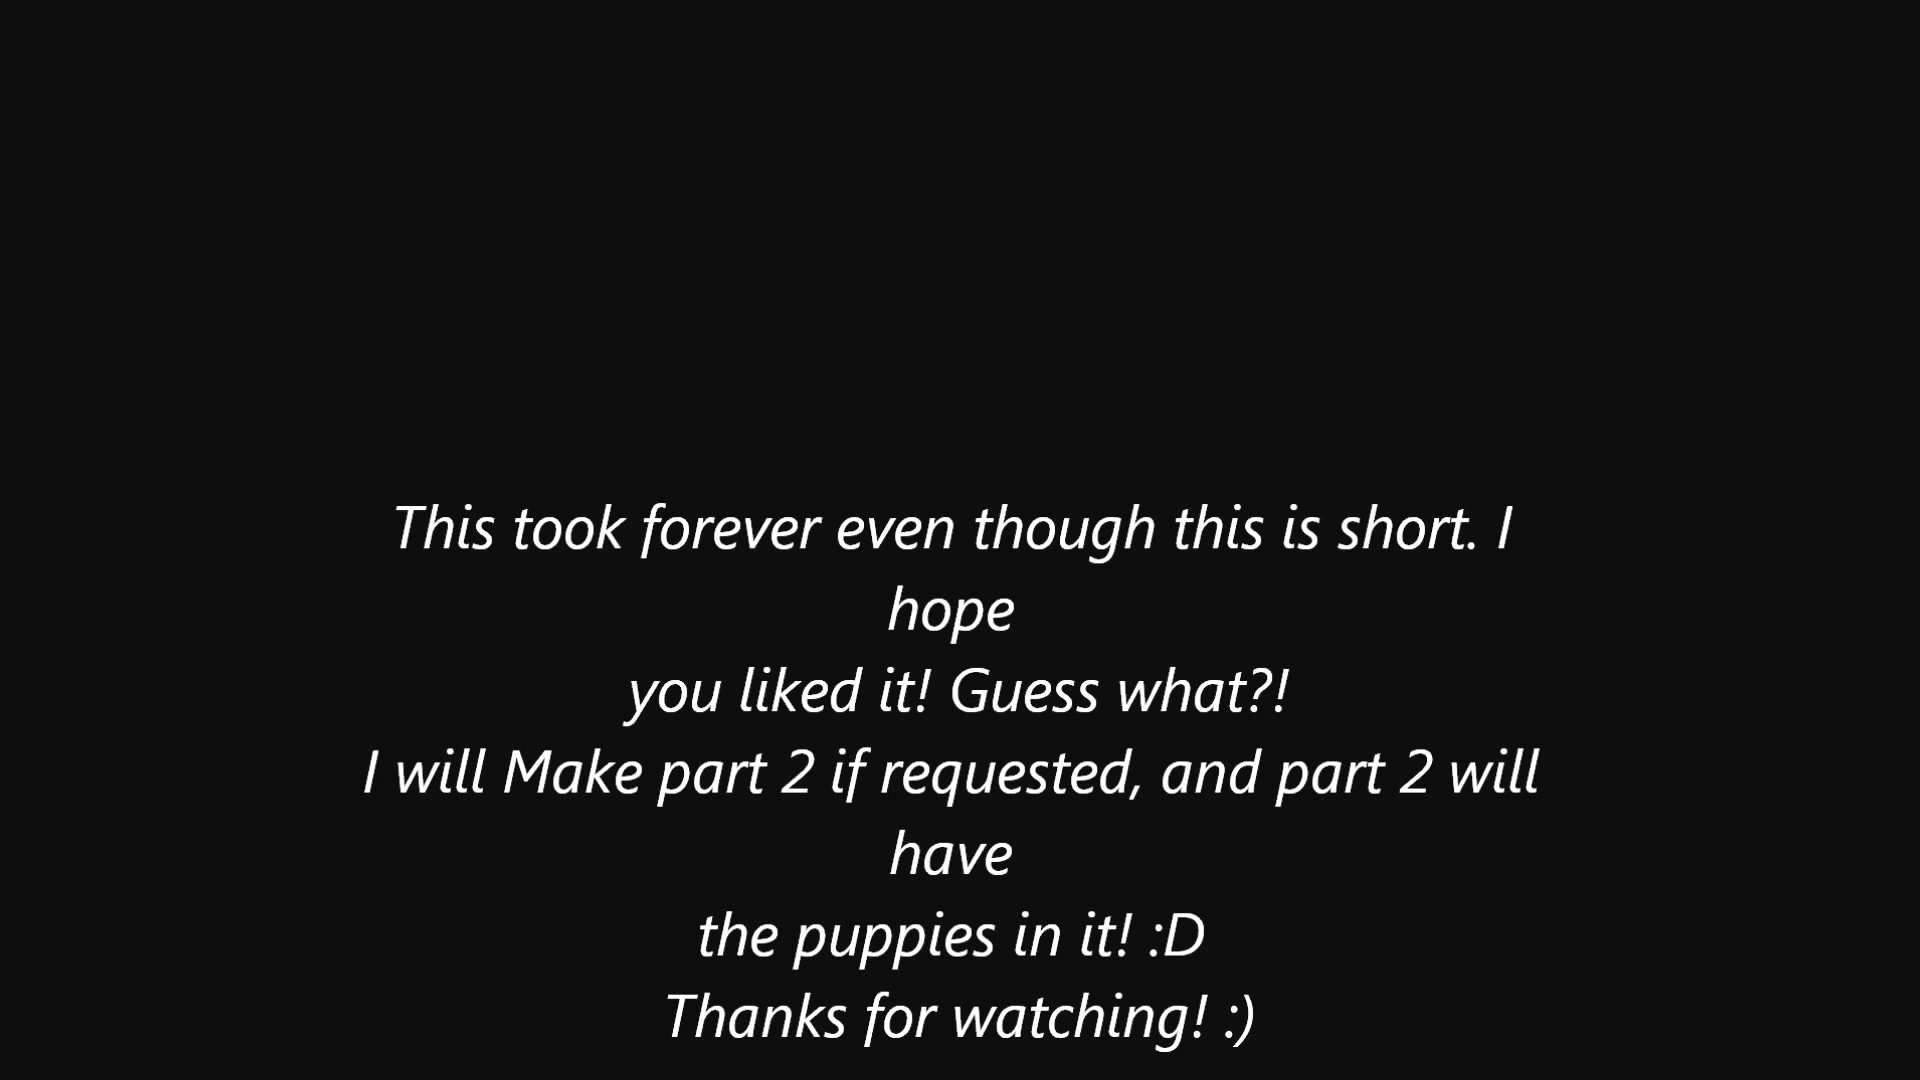 This took forever even though this is short. I
hope
you liked it! Guess what?!
I will Make part 2 if requested, and part 2 will
have
the puppies in it! :D
Thanks for watching! :)